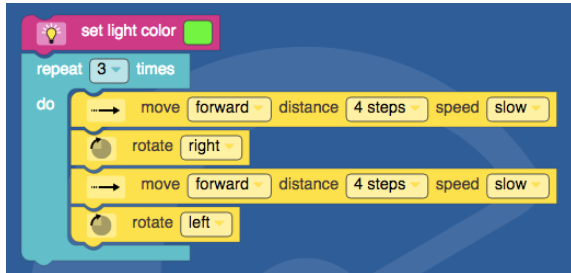 set light color
repeat 3 times
do move forward distance 4 steps speed slow
rotate right
move forward distance 4 steps speed slow
rotate left